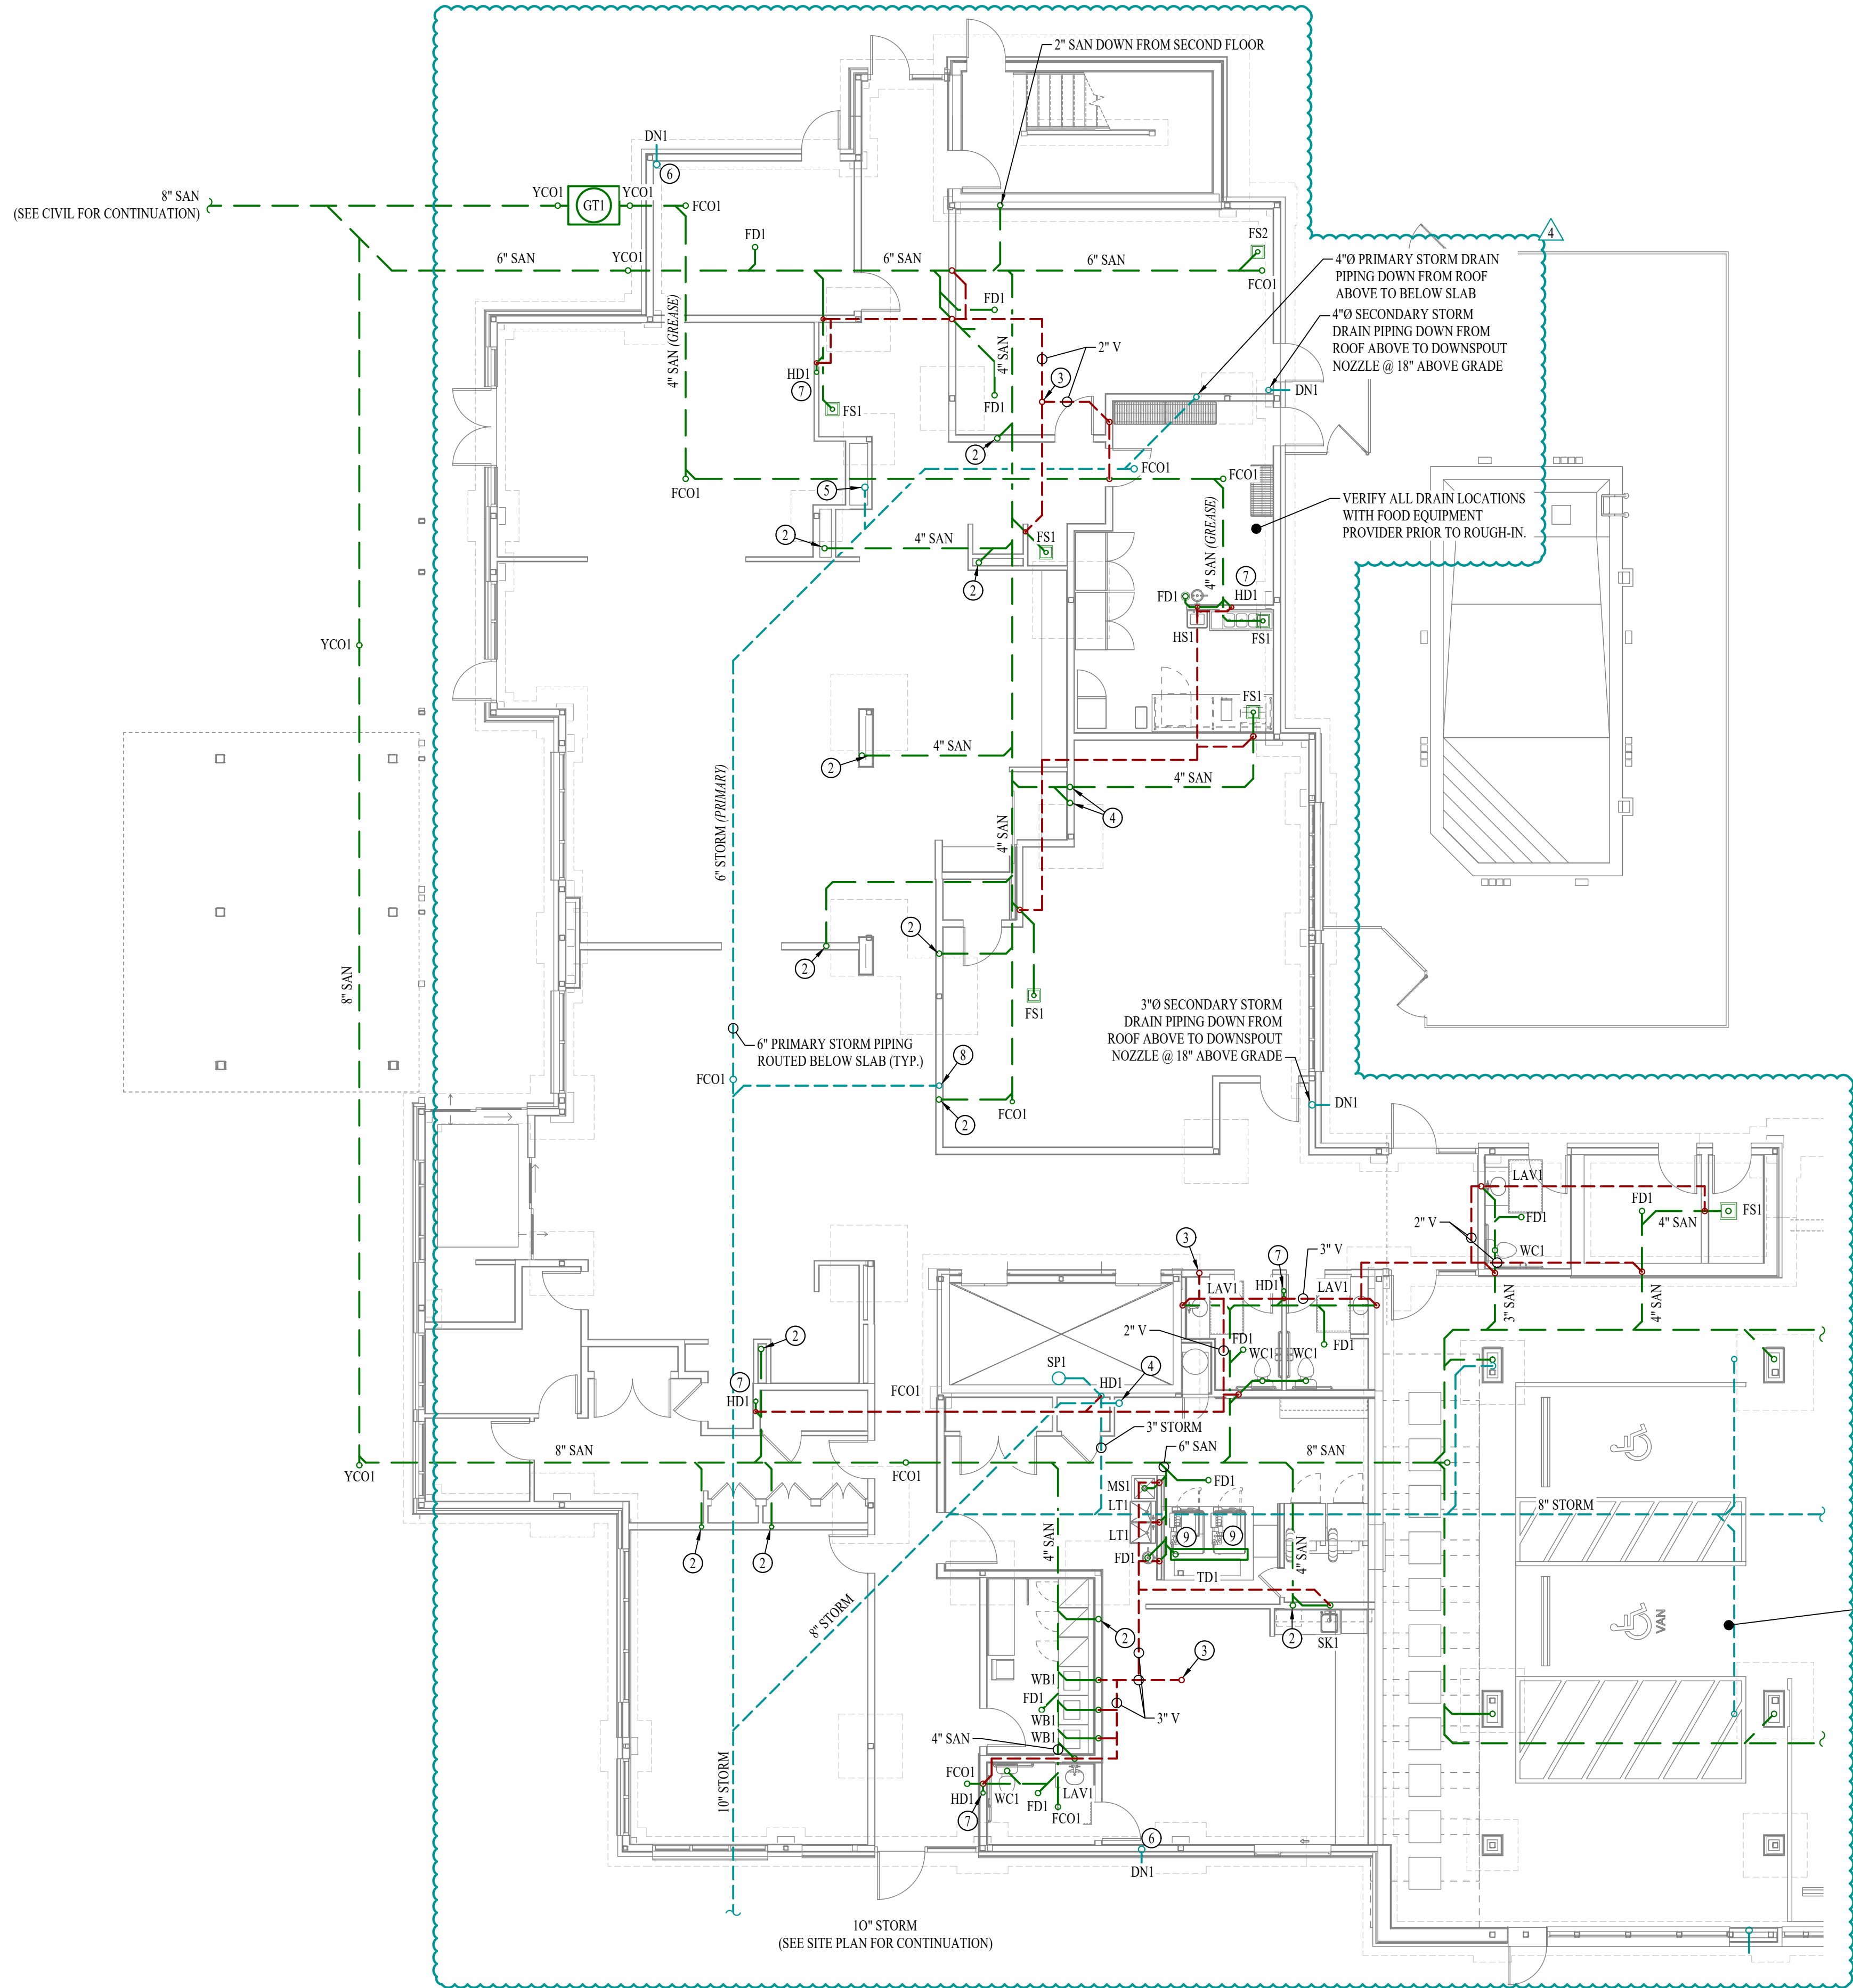 2" SAN DOWN FROM SECOND FLOOR
DN1
6
8" SAN
(SEE CIVIL FOR CONTINUATION)
YCO1
GT1
YCO1
FCO1
FD1
FS2
4
6" SAN
YCO1
6" SAN
6" SAN
FCO1
4"Ø PRIMARY STORM DRAIN
PIPING DOWN FROM ROOF
ABOVE TO BELOW SLAB
4"Ø SECONDARY STORM
DRAIN PIPING DOWN FROM
ROOF ABOVE TO DOWNSPOUT
NOZZLE @ 18" ABOVE GRADE
FD1
4" SAN (GREASE)
4" SAN
2" V
HD1
7
3
FS1
FD1
DN1
2
FCO1
FCO1
FCO1
5
VERIFY ALL DRAIN LOCATIONS
WITH FOOD EQUIPMENT
PROVIDER PRIOR TO ROUGH-IN.
2
4" SAN
FS1
2
4" SAN (GREASE)
7
FD1
HD1
HS1
FS1
YCO1
FS1
4" SAN
2
4" SAN
4
6" STORM (PRIMARY)
4" SAN
2
2
8" SAN
FS1
3"Ø SECONDARY STORM
DRAIN PIPING DOWN FROM
ROOF ABOVE TO DOWNSPOUT
NOZZLE @ 18" ABOVE GRADE
6" PRIMARY STORM PIPING
ROUTED BELOW SLAB (TYP.)
8
FCO1
FCO1
2
DN1
LAV1
FD1
FD1
FS1
4" SAN
2" V
WC1
3
7
3" V
HD1
LAV1
LAV1
3" SAN
4" SAN
2" V
FD1
FD1
WC1
WC1
2
SP1
4
7
HD1
FCO1
HD1
3" STORM
6" SAN
8" SAN
8" SAN
YCO1
FCO1
MS1
FD1
LT1
8" STORM
LT1
9
9
4" SAN
4" SAN
FD1
TD1
2
2
8" STORM
2
2
SK1
VAN
3
WB1
FD1
WB1
3" V
WB1
4" SAN
FCO1
WC1
LAV1
HD1
FD1
FCO1
7
10" STORM
6
DN1
1O" STORM
(SEE SITE PLAN FOR CONTINUATION)